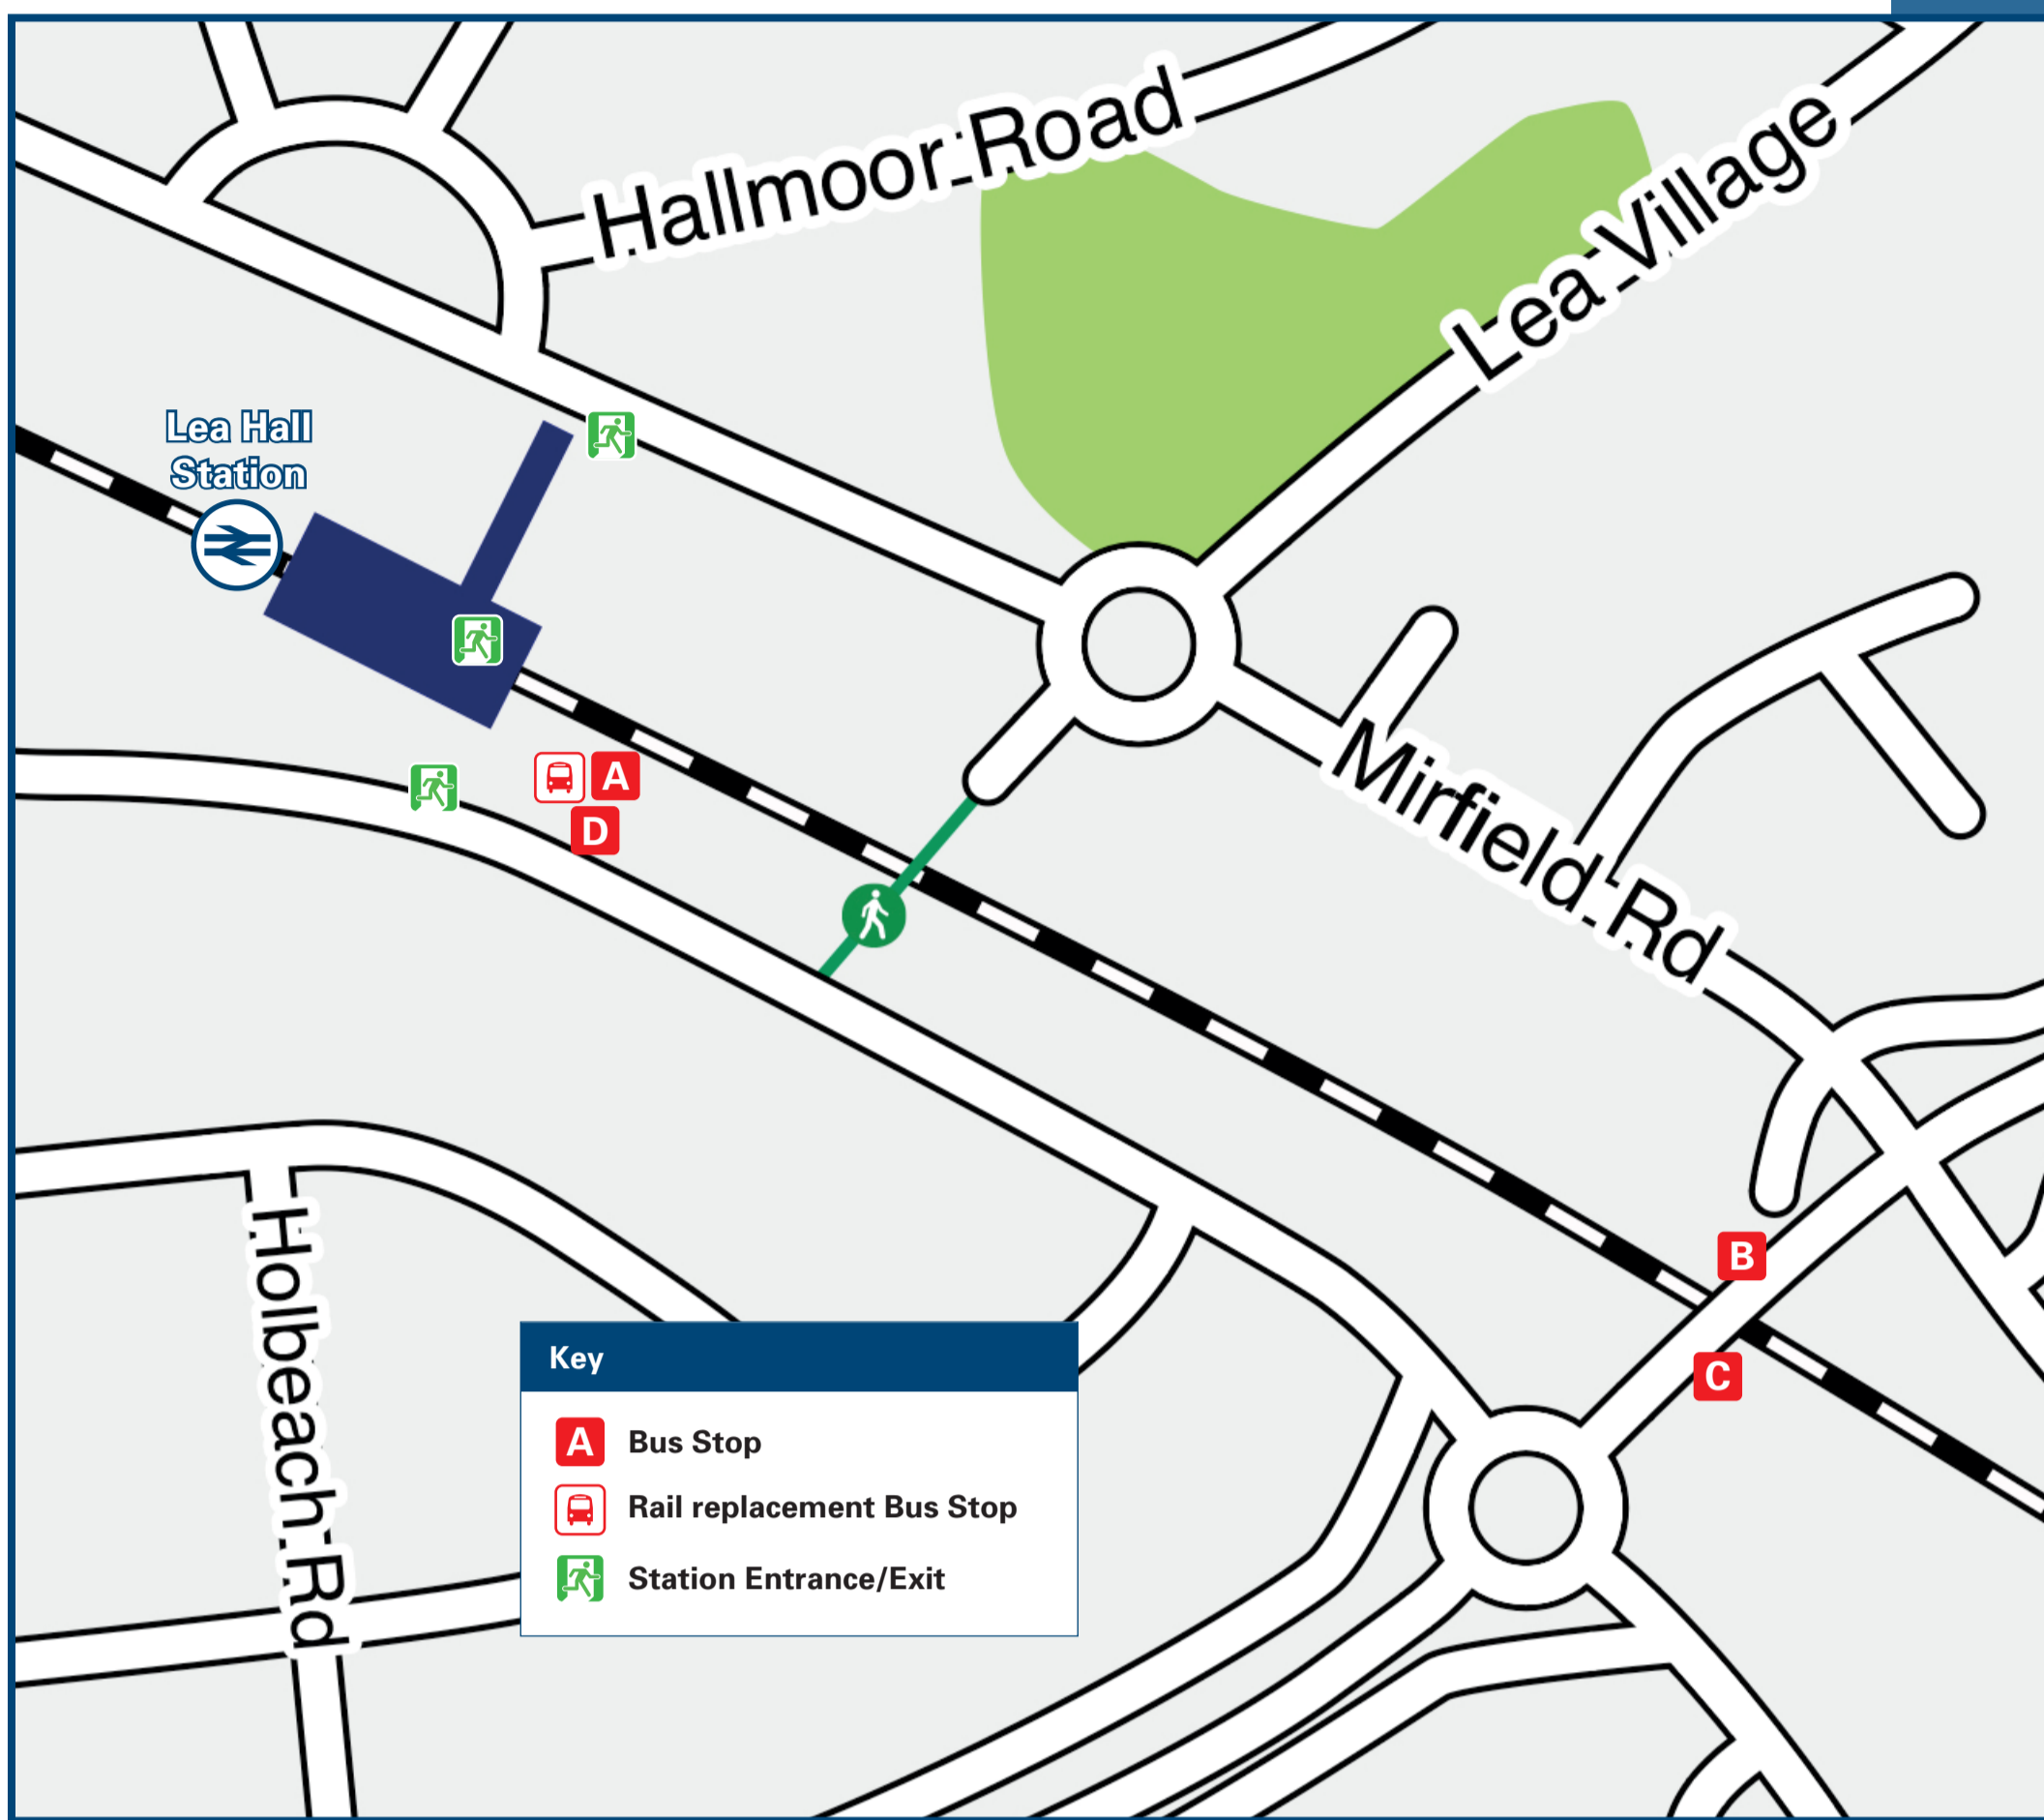 Hallmoor Road
Lea Village
Lea Hall
Station
A
D
Mirfield Rd
B
C
Holbeach Rd
Key
A Bus Stop
Rail replacement Bus Stop
Station Entrance/Exit